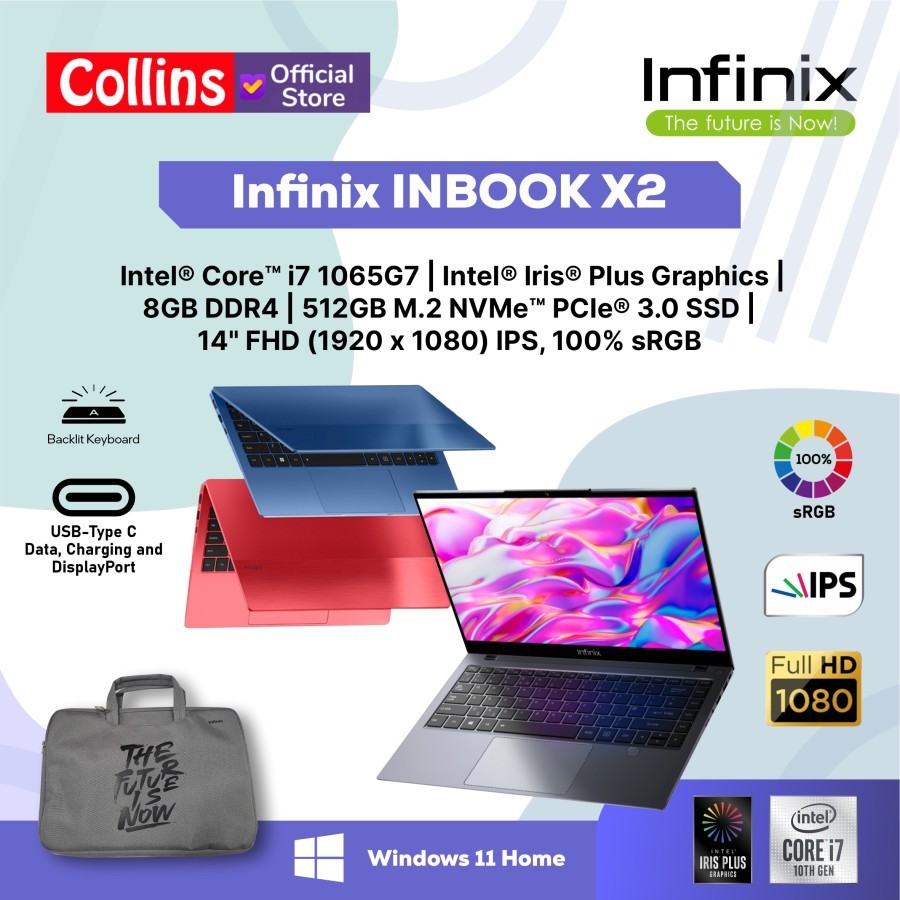 Collins
Official
Store
Infinix
The future is Now!
Infinix INBOOK X2
Intel® Core™ i7 1065G7 | Intel® Iris® Plus Graphics |
8GB DDR4 | 512GB M.2 NVMe™ PCIe® 3.0 SSD |
14" FHD (1920 x 1080) IPS, 100% sRGB
A
Backlit Keyboard
USB-Type C
Data, Charging and
DisplayPort
100%
sRGB
IPS
Full HD
1080
Infinix
THE
FUTURE
IS
NOW
Windows 11 Home
INTEL
IRIS PLUS
GRAPHICS
intel
CORE i7
10TH GEN